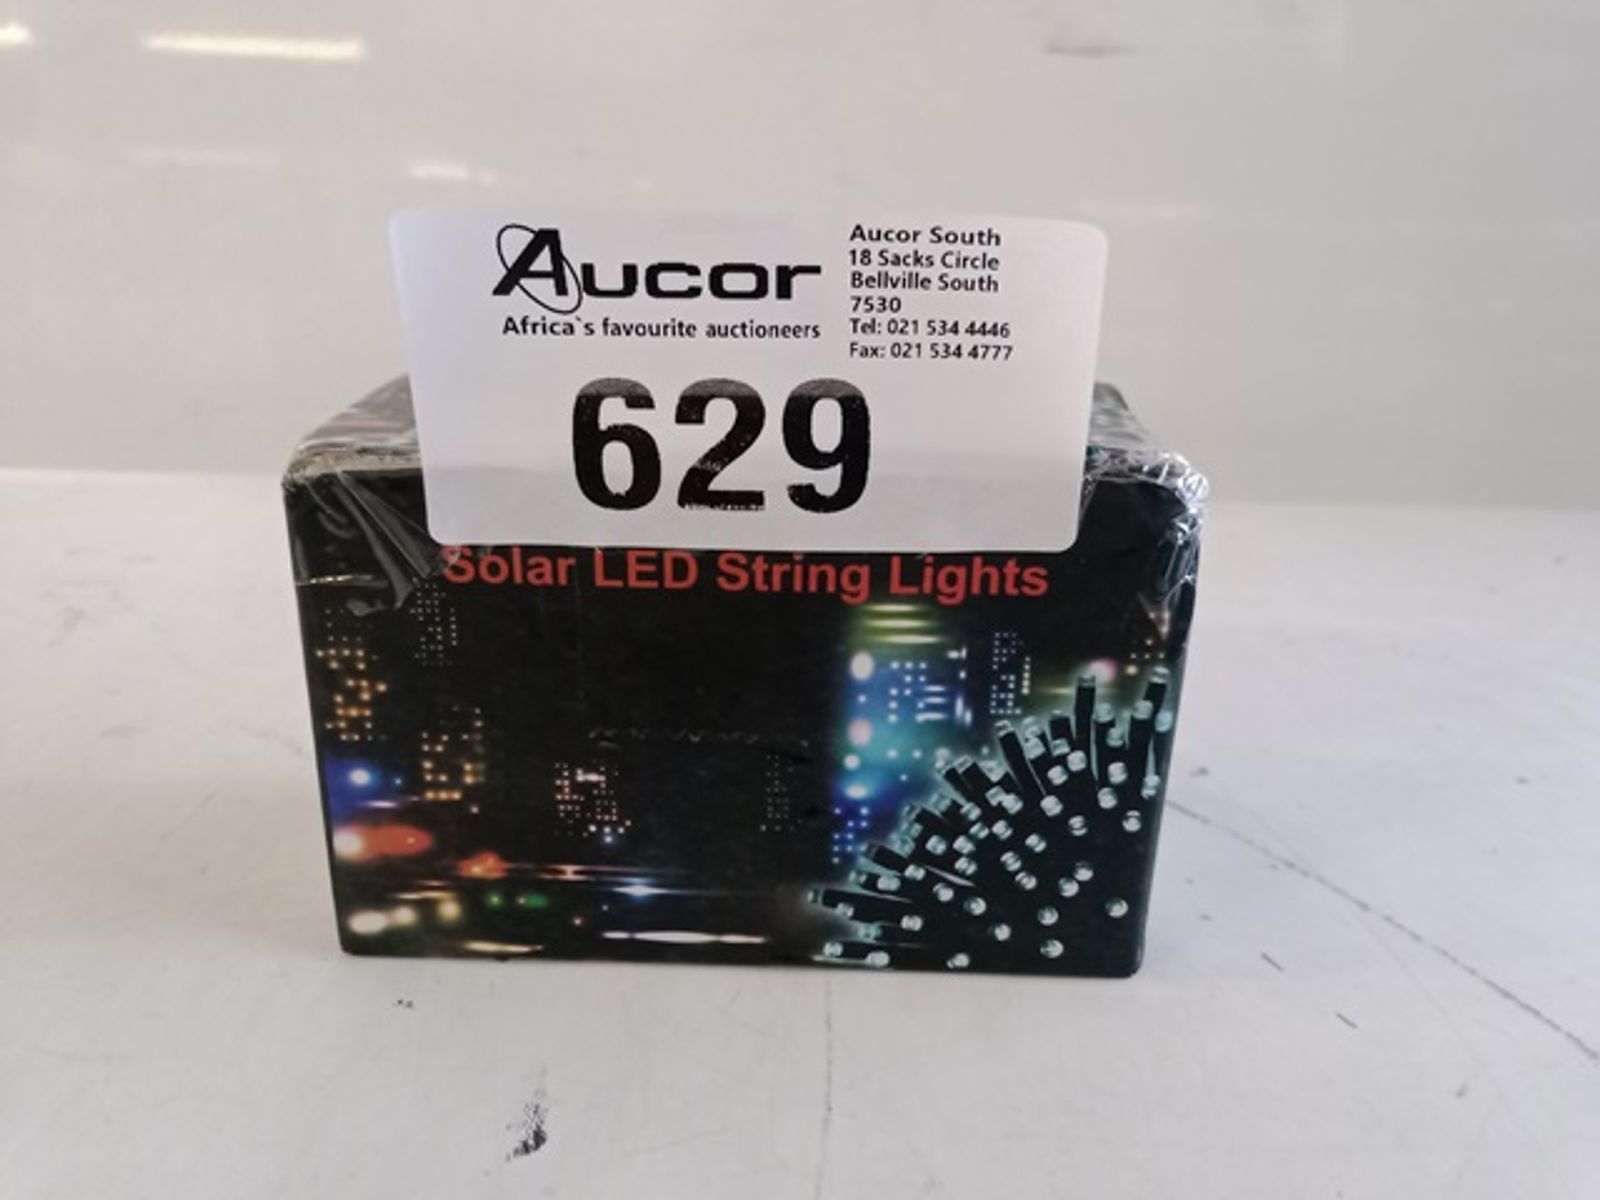 Aucor
Africa`s favourite auctioneers
Aucor South
18 Sacks Circle
Bellville South
7530
Tel: 021 534 4446
Fax: 021 534 4777
629
Solar LED String Lights